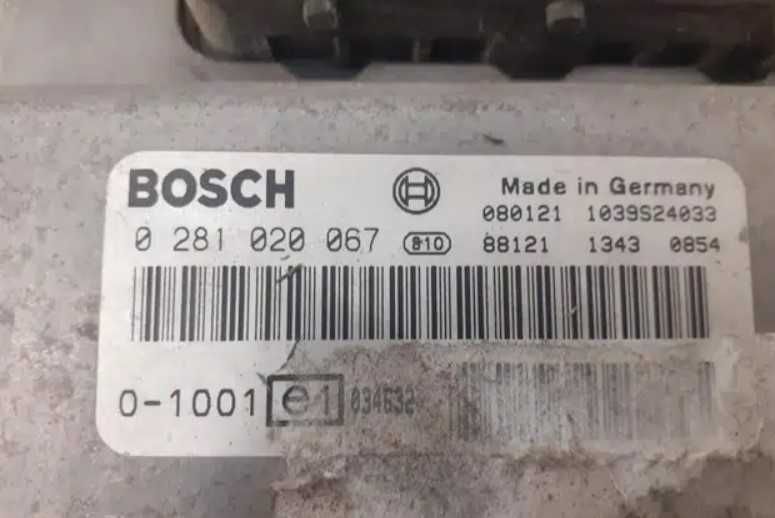 BOSCH
Made in Germany
080121 1039S24033
0 281 020 067 810 88121 1343 0854
0-1001 e1 034632